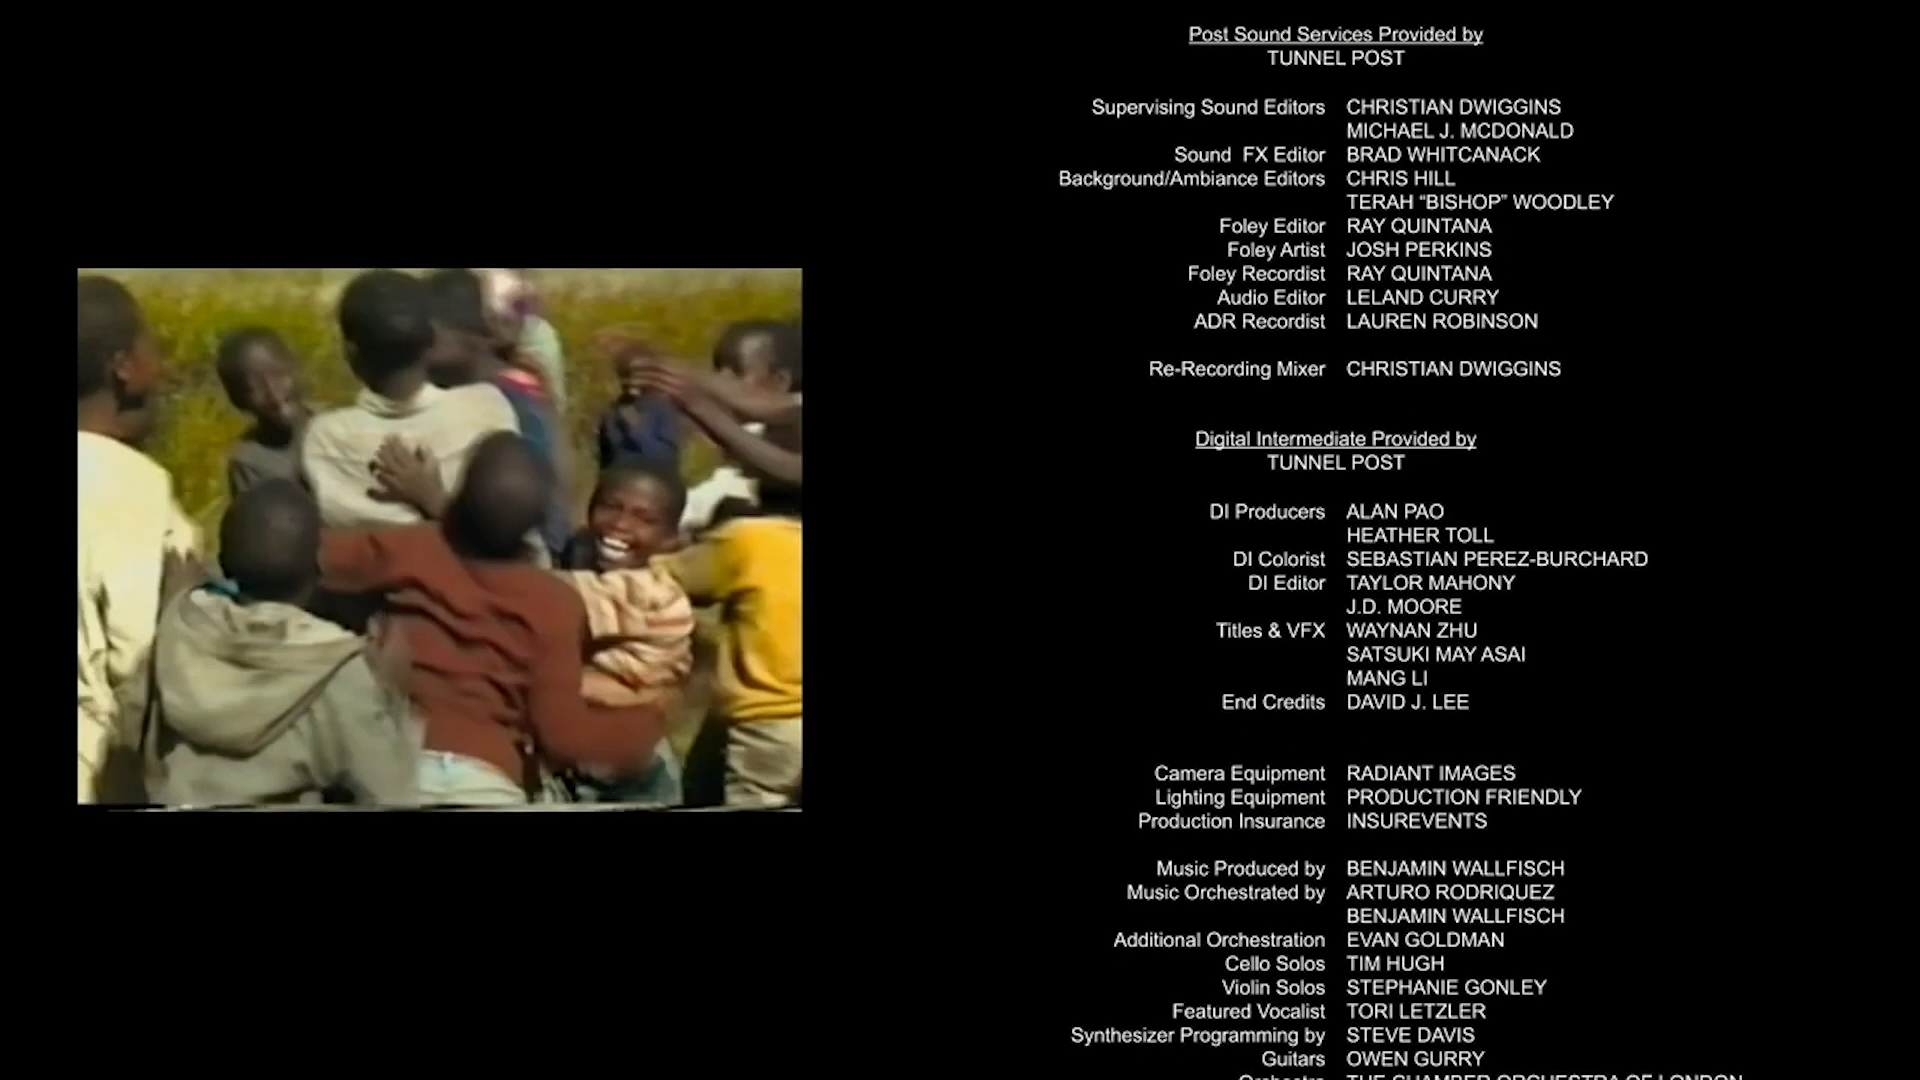 Post Sound Services Provided by
TUNNEL POST
Supervising Sound Editors CHRISTIAN DWIGGINS
MICHAEL J. MCDONALD
Sound FX Editor BRAD WHITCANACK
Background/Ambiance Editors CHRIS HILL
TERAH “BISHOP” WOODLEY
Foley Editor RAY QUINTANA
Foley Artist JOSH PERKINS
Foley Recordist RAY QUINTANA
Audio Editor LELAND CURRY
ADR Recordist LAUREN ROBINSON
Re-Recording Mixer CHRISTIAN DWIGGINS
Digital Intermediate Provided by
TUNNEL POST
DI Producers ALAN PAO
HEATHER TOLL
DI Colorist SEBASTIAN PEREZ-BURCHARD
DI Editor TAYLOR MAHONY
J.D. MOORE
Titles & VFX WAYNAN ZHU
SATSUKI MAY ASAI
MANG LI
End Credits DAVID J. LEE
Camera Equipment RADIANT IMAGES
Lighting Equipment PRODUCTION FRIENDLY
Production Insurance INSUREVENTS
Music Produced by BENJAMIN WALLFISCH
Music Orchestrated by ARTURO RODRIQUEZ
BENJAMIN WALLFISCH
Additional Orchestration EVAN GOLDMAN
Cello Solos TIM HUGH
Violin Solos STEPHANIE GONLEY
Featured Vocalist TORI LETZLER
Synthesizer Programming by STEVE DAVIS
Guitars OWEN GURRY
Orchestra THE CHAMBER ORCHESTRA OF LONDON